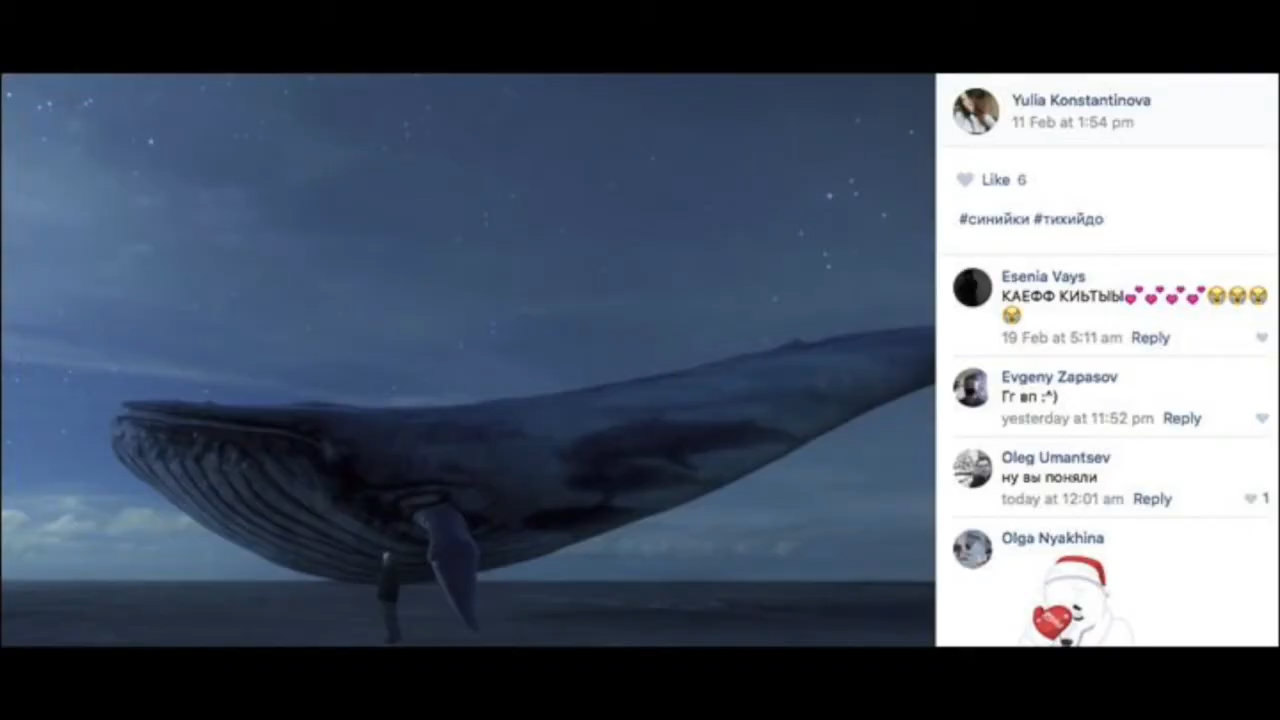 Yulia Konstantinova
11 Feb at 1:54 pm
Like 6
#синийки #тихийдо
Esenia Vays
КАЕФФ КИЬТЫЫ💕💕💕💕😭😭😭
😭
19 Feb at 5:11 am Reply
Evgeny Zapasov
Гг вп :^)
yesterday at 11:52 pm Reply
Oleg Umantsev
ну вы поняли
today at 12:01 am Reply 1
Olga Nyakhina